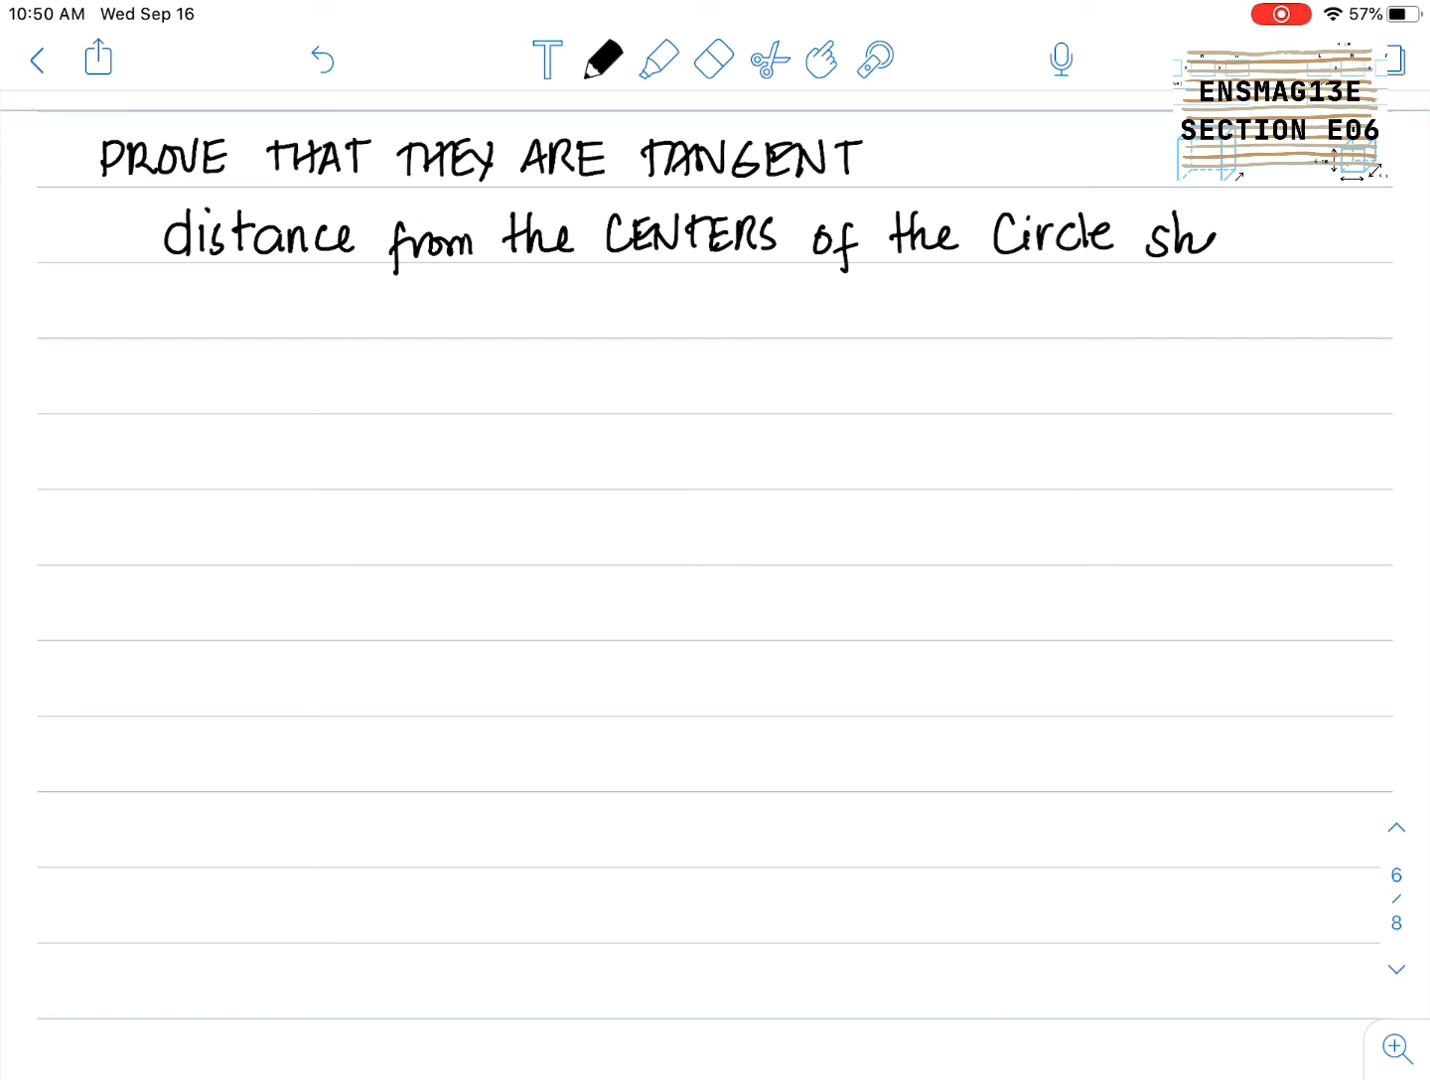 10:50 AM Wed Sep 16
57%
T
ENSMAG13E
SECTION E06
PROVE THAT THEY ARE TANGENT
distance from the CENTERS of the Circle sh
6
/
8